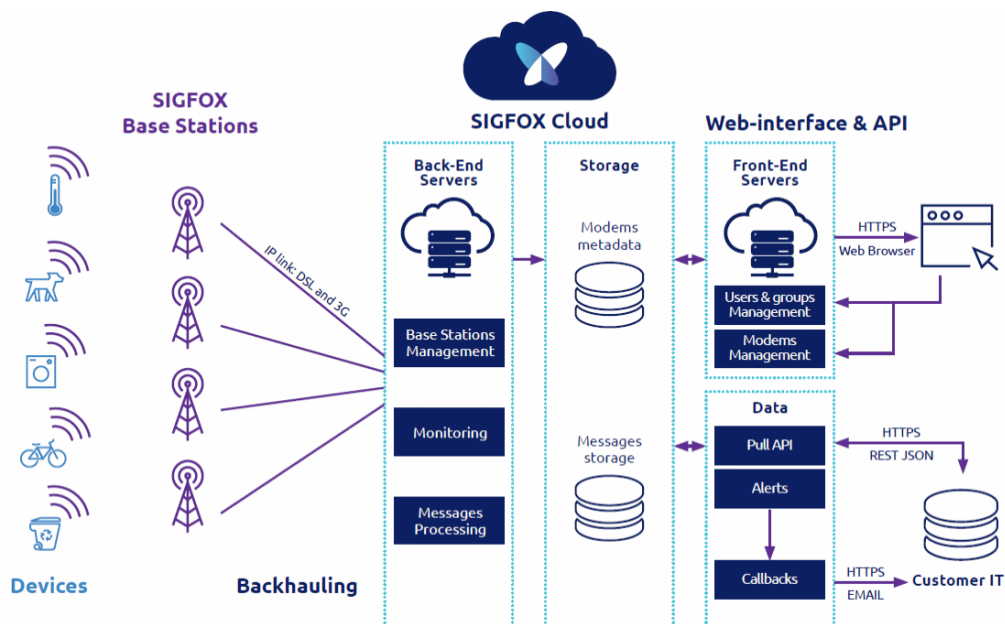 SIGFOX
Base Stations
SIGFOX Cloud
Web-interface & API
Back-End
Servers
Storage
Front-End
Servers
Modems
metadata
HTTPS
Web Browser
IP link: DSL and 3G
Users & groups
Management
Base Stations
Management
Modems
Management
Data
Monitoring
Messages
storage
Pull API
HTTPS
REST JSON
Alerts
Messages
Processing
Devices
Backhauling
Callbacks
HTTPS
EMAIL
Customer IT